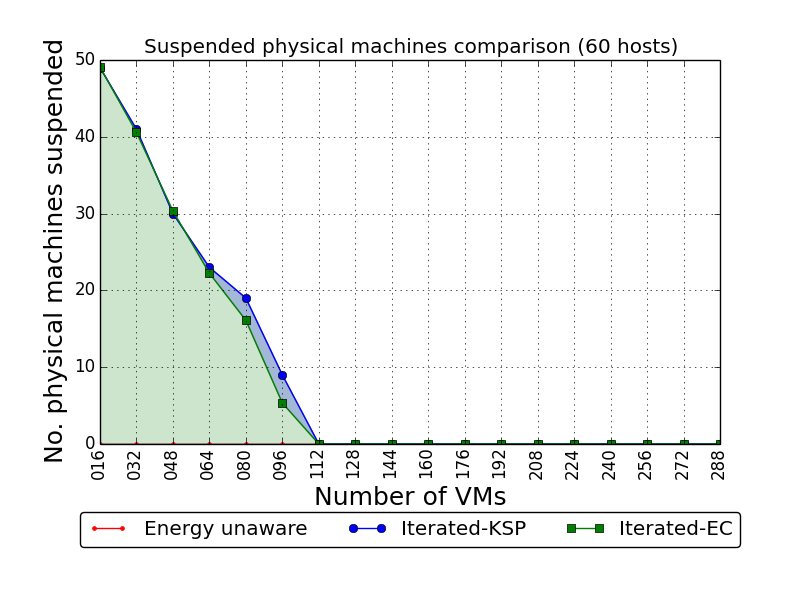 Suspended physical machines comparison (60 hosts)
No. physical machines suspended
50
40
30
20
10
0
016 032 048 064 080 096 112 128 144 160 176 192 208 224 240 256 272 288
Number of VMs
Energy unaware Iterated-KSP Iterated-EC